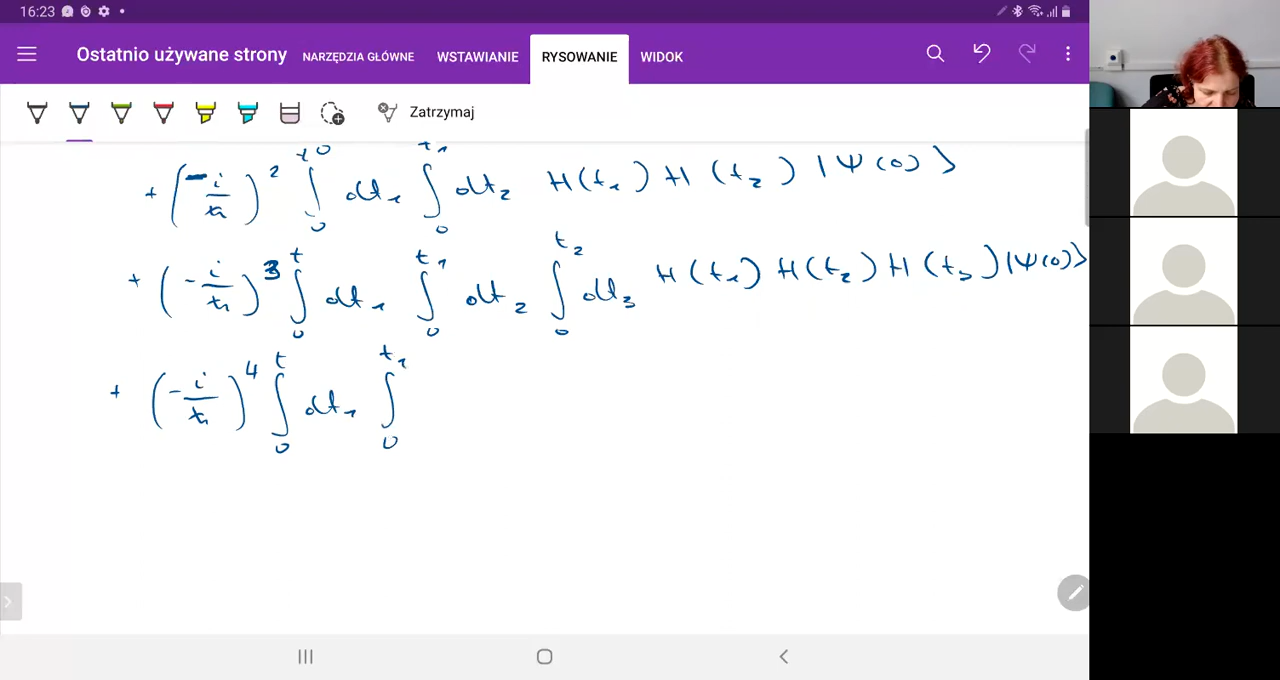 16:23
Ostatnio używane strony NARZĘDZIA GŁÓWNE WSTAWIANIE RYSOWANIE WIDOK
Zatrzymaj
+ (-i/ħ)² ∫₀ᵗ dt₁ ∫₀^t₁ dt₂ H(t₁) H(t₂) |Ψ(0)⟩
+ (-i/ħ)³ ∫₀ᵗ dt₁ ∫₀^t₁ dt₂ ∫₀^t₂ dt₃ H(t₁) H(t₂) H(t₃) |Ψ(0)⟩
+ (-i/ħ)⁴ ∫₀ᵗ dt₁ ∫₀^t₁